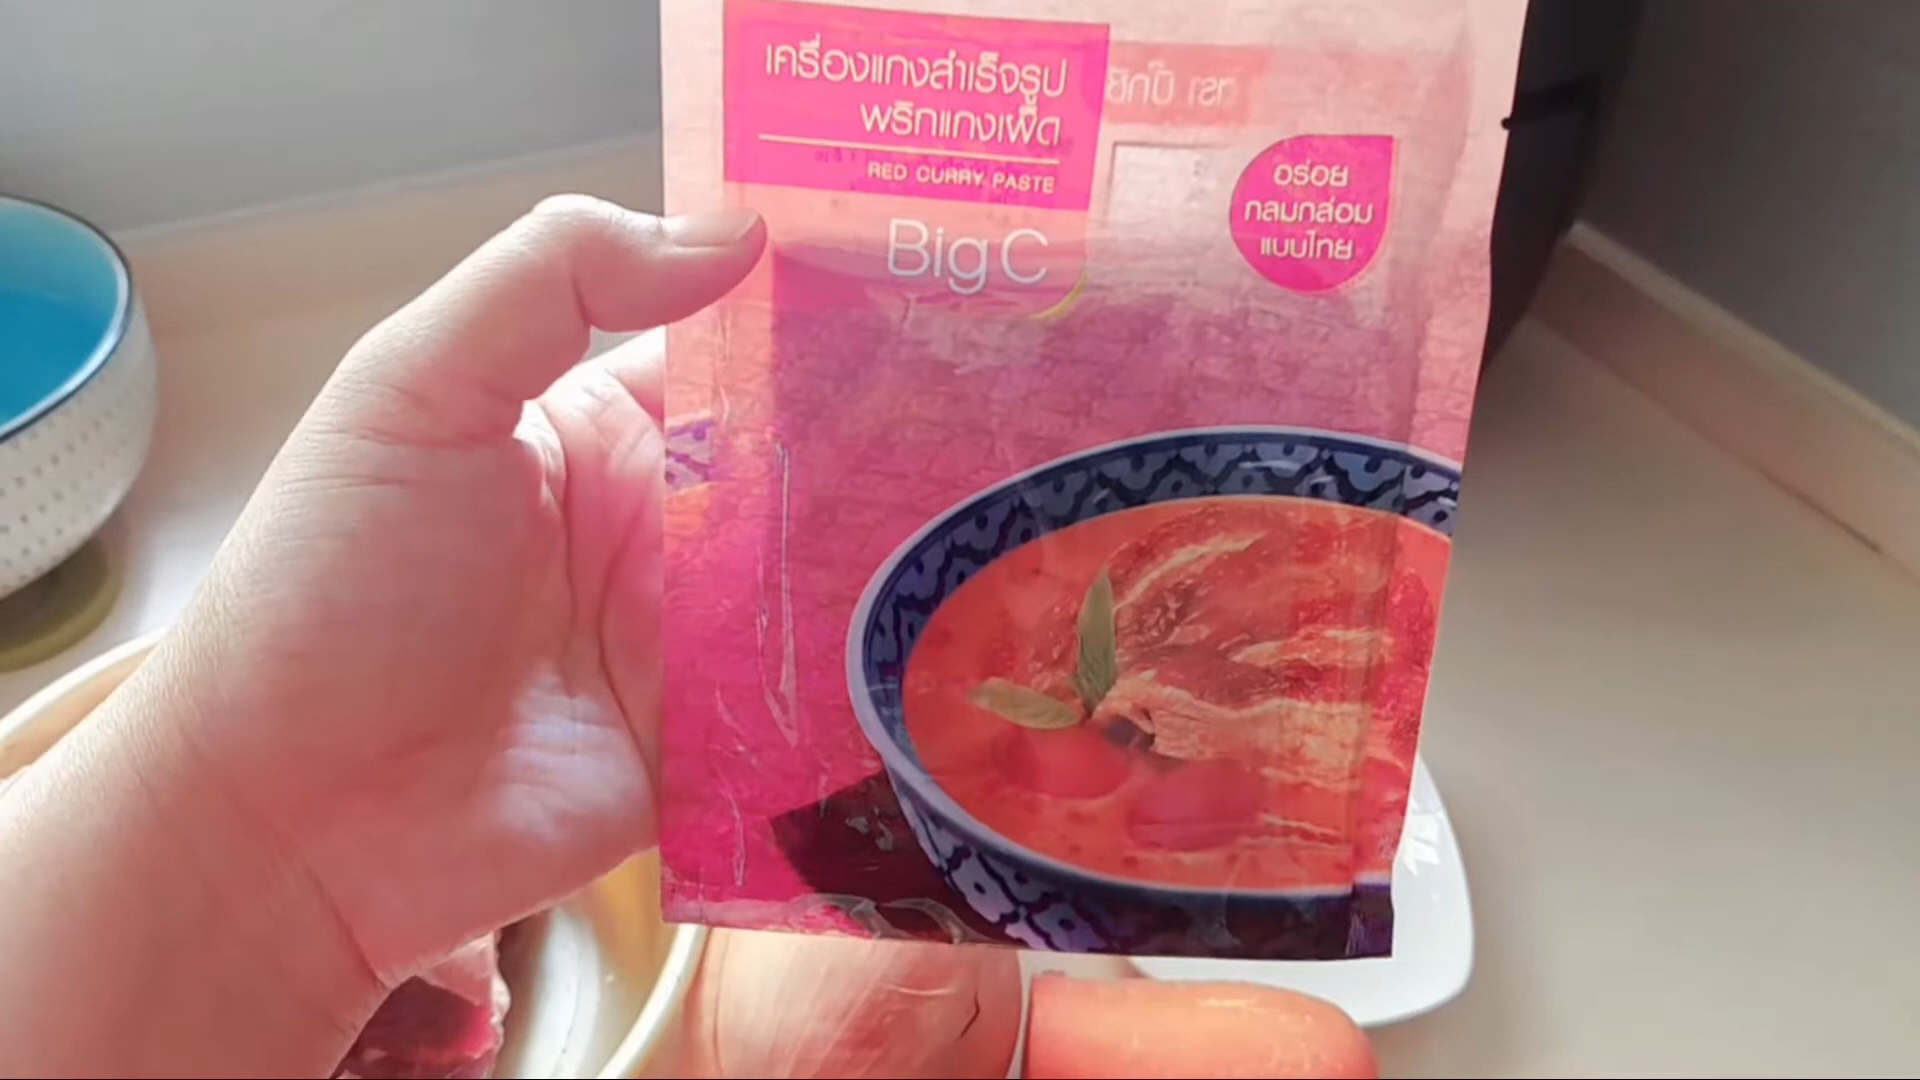 เครื่องแกงสำเร็จรูป
พริกแกงเผ็ด
RED CURRY PASTE
Big C
อร่อย
กลมกล่อม
แบบไทย